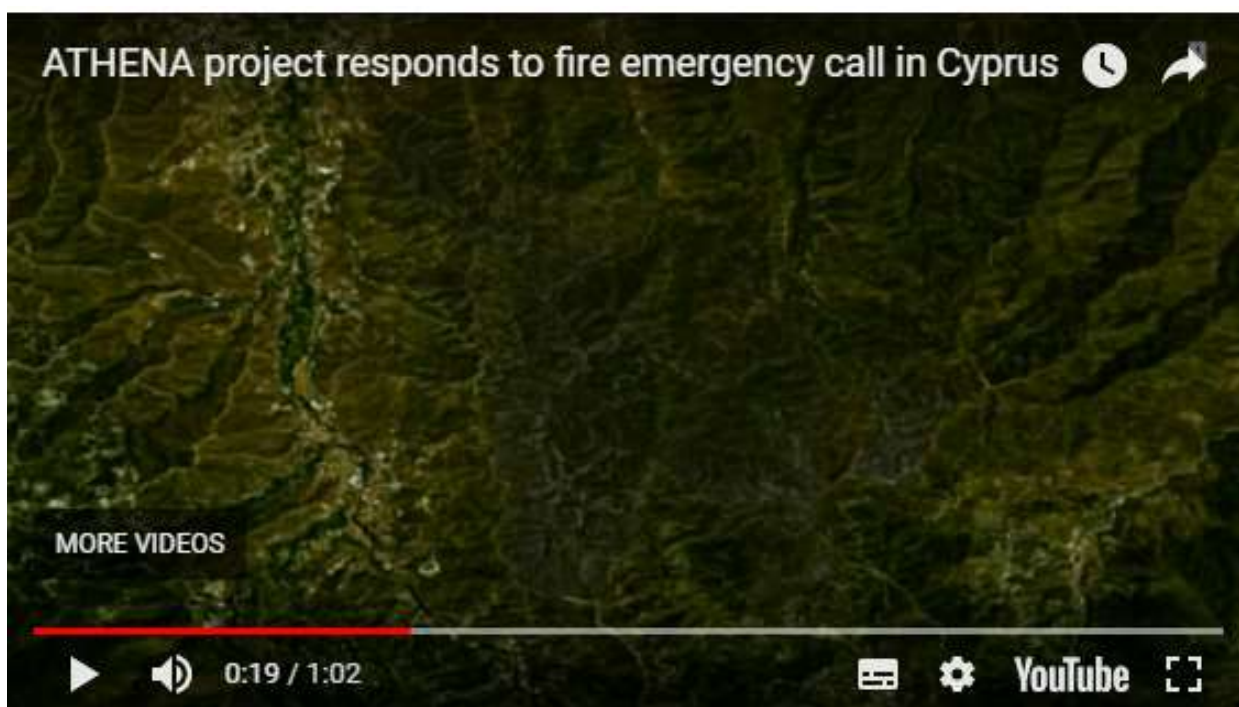 ATHENA project responds to fire emergency call in Cyprus
MORE VIDEOS
0:19 / 1:02
YouTube